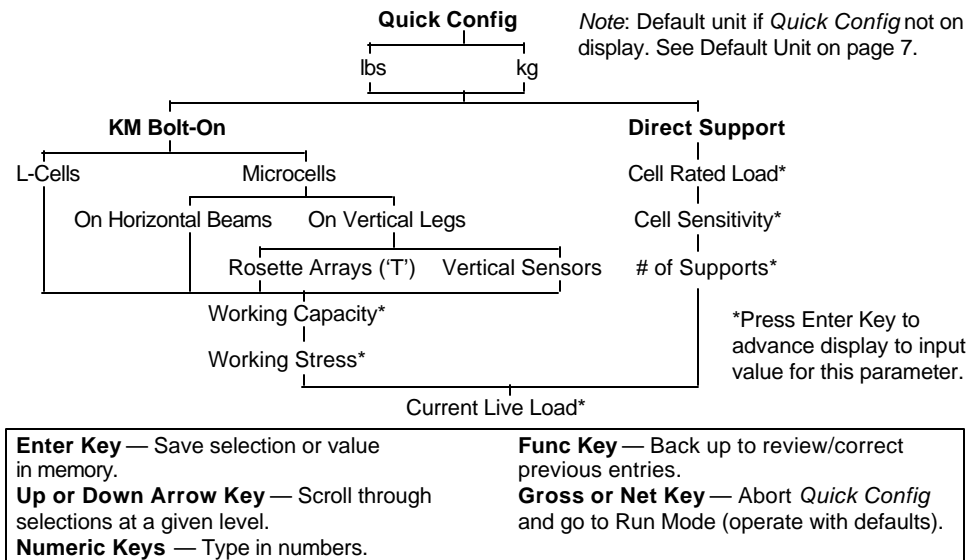 Quick Config
Note: Default unit if Quick Config not on
display. See Default Unit on page 7.
lbs kg
KM Bolt-On Direct Support
L-Cells Microcells Cell Rated Load*
On Horizontal Beams On Vertical Legs Cell Sensitivity*
Rosette Arrays ('T') Vertical Sensors # of Supports*
Working Capacity*
Working Stress*
*Press Enter Key to
advance display to input
value for this parameter.
Current Live Load*
Enter Key — Save selection or value
in memory.
Up or Down Arrow Key — Scroll through
selections at a given level.
Numeric Keys — Type in numbers.
Func Key — Back up to review/correct
previous entries.
Gross or Net Key — Abort Quick Config
and go to Run Mode (operate with defaults).